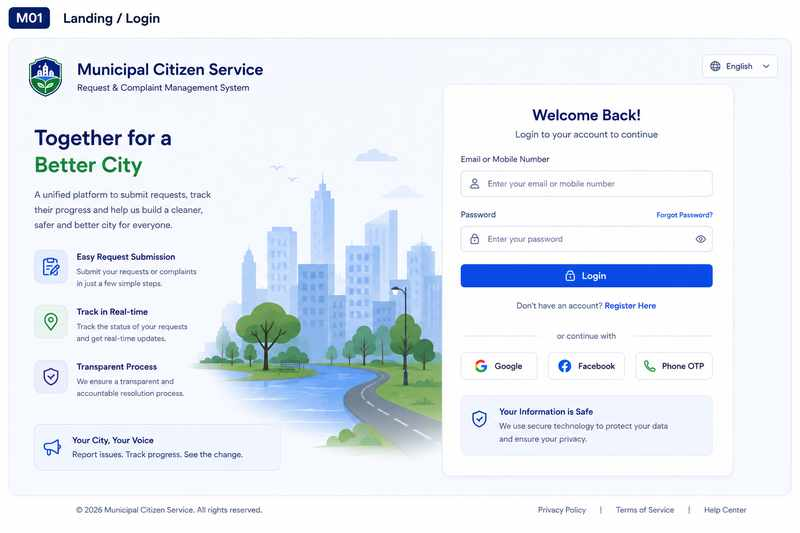 M01 Landing / Login
Municipal Citizen Service
Request & Complaint Management System
English
Together for a
Better City
A unified platform to submit requests, track
their progress and help us build a cleaner,
safer and better city for everyone.
Easy Request Submission
Submit your requests or complaints
in just a few simple steps.
Track in Real-time
Track the status of your requests
and get real-time updates.
Transparent Process
We ensure a transparent and
accountable resolution process.
Your City, Your Voice
Report issues. Track progress. See the change.
Welcome Back!
Login to your account to continue
Email or Mobile Number
Enter your email or mobile number
Password Forgot Password?
Enter your password
Login
Don't have an account? Register Here
or continue with
Google Facebook Phone OTP
Your Information is Safe
We use secure technology to protect your data
and ensure your privacy.
© 2026 Municipal Citizen Service. All rights reserved.
Privacy Policy | Terms of Service | Help Center